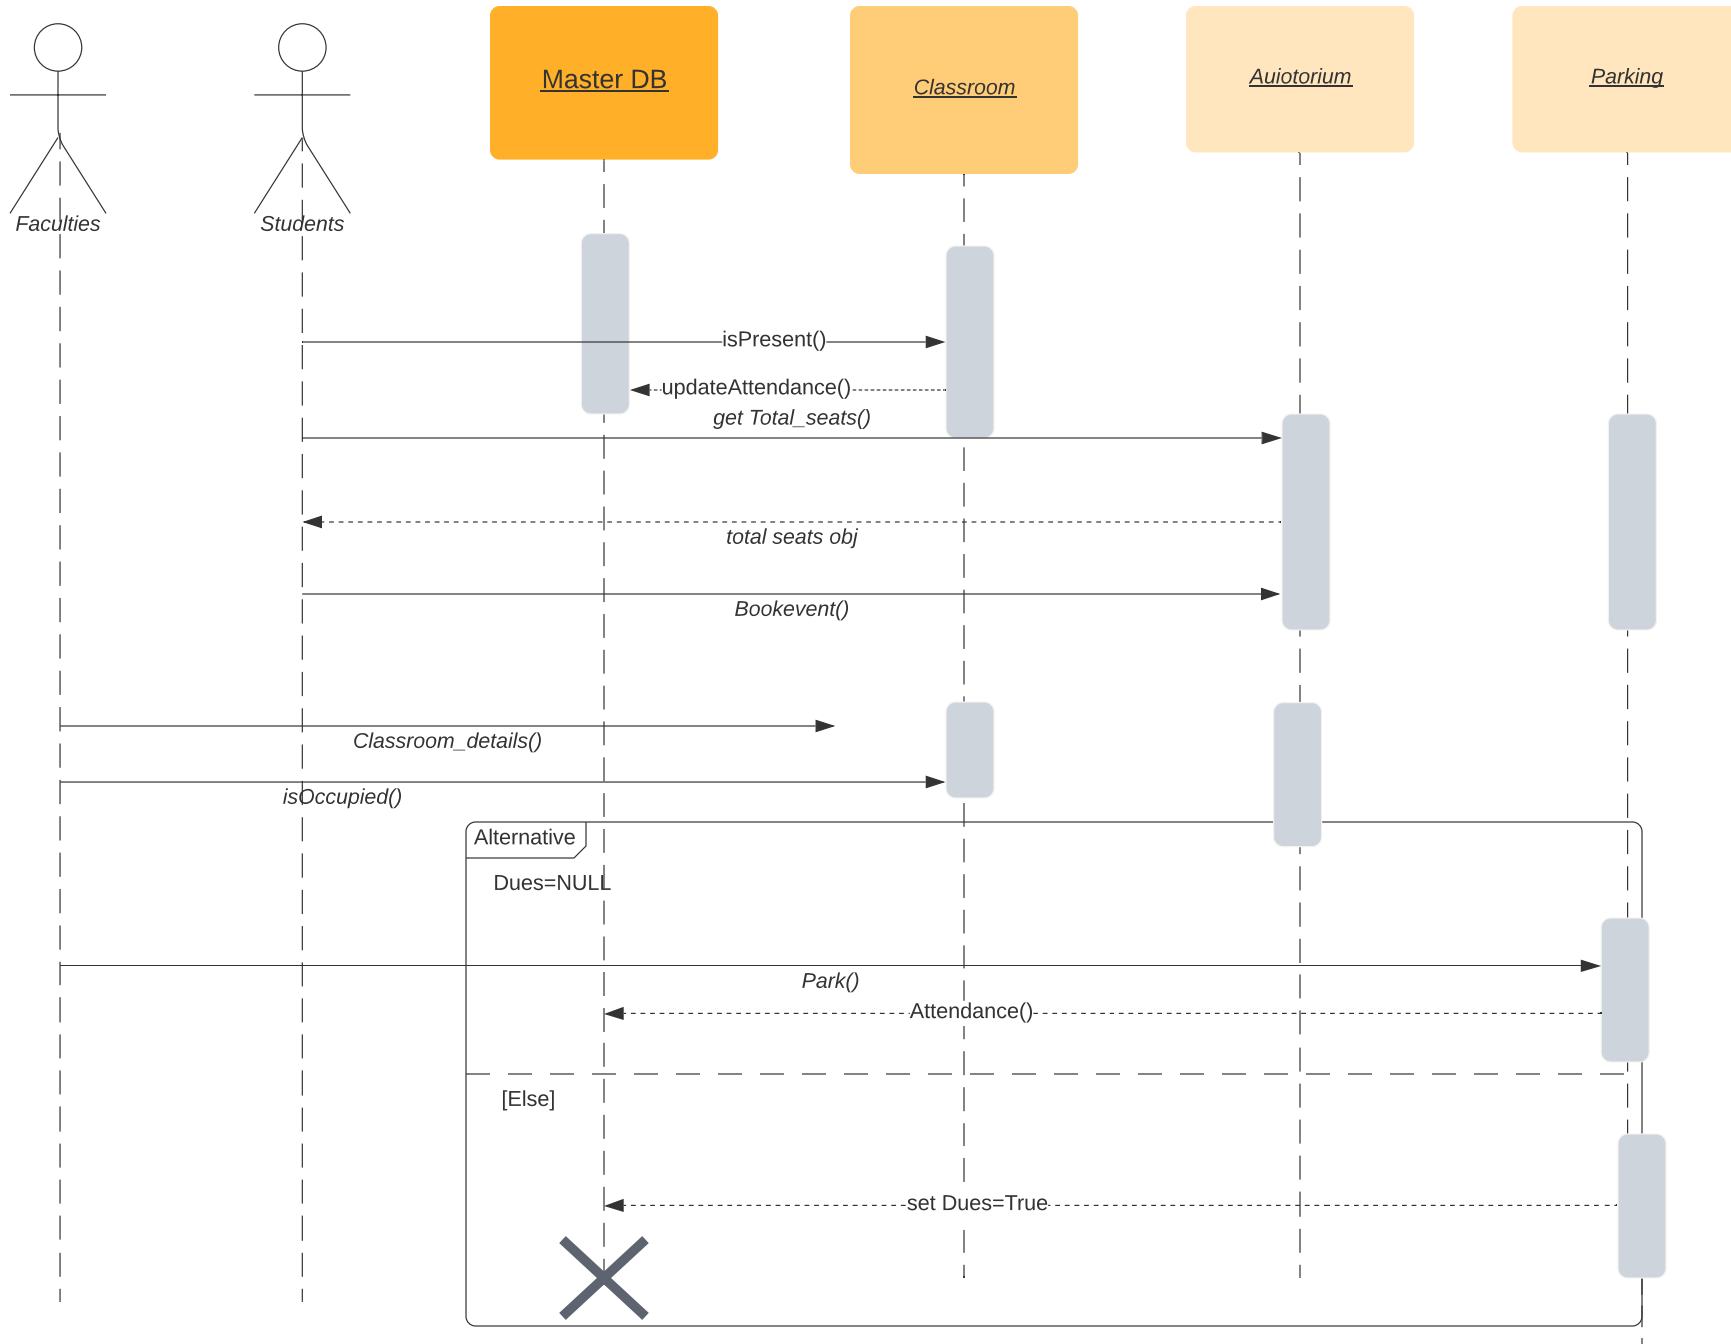 Master DB
Classroom
Auiotorium
Parking
Faculties
Students
isPresent()
updateAttendance()
get Total_seats()
total seats obj
Bookevent()
Classroom_details()
isOccupied()
Alternative
Dues=NULL
Park()
Attendance()
[Else]
set Dues=True